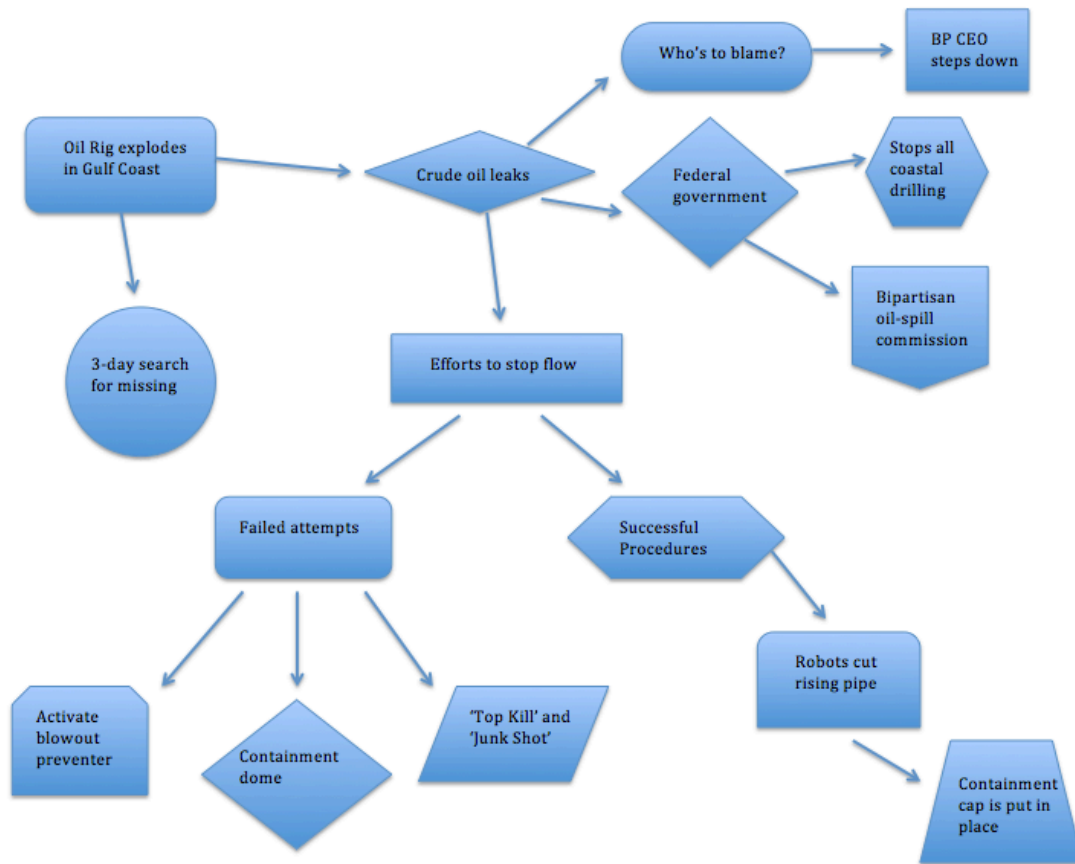 Who's to blame?
BP CEO
steps down
Oil Rig explodes
in Gulf Coast
Crude oil leaks
Federal
government
Stops all
coastal
drilling
Bipartisan
oil-spill
commission
3-day search
for missing
Efforts to stop flow
Failed attempts
Successful
Procedures
Robots cut
rising pipe
Activate
blowout
preventer
Containment
dome
'Top Kill' and
'Junk Shot'
Containment
cap is put in
place